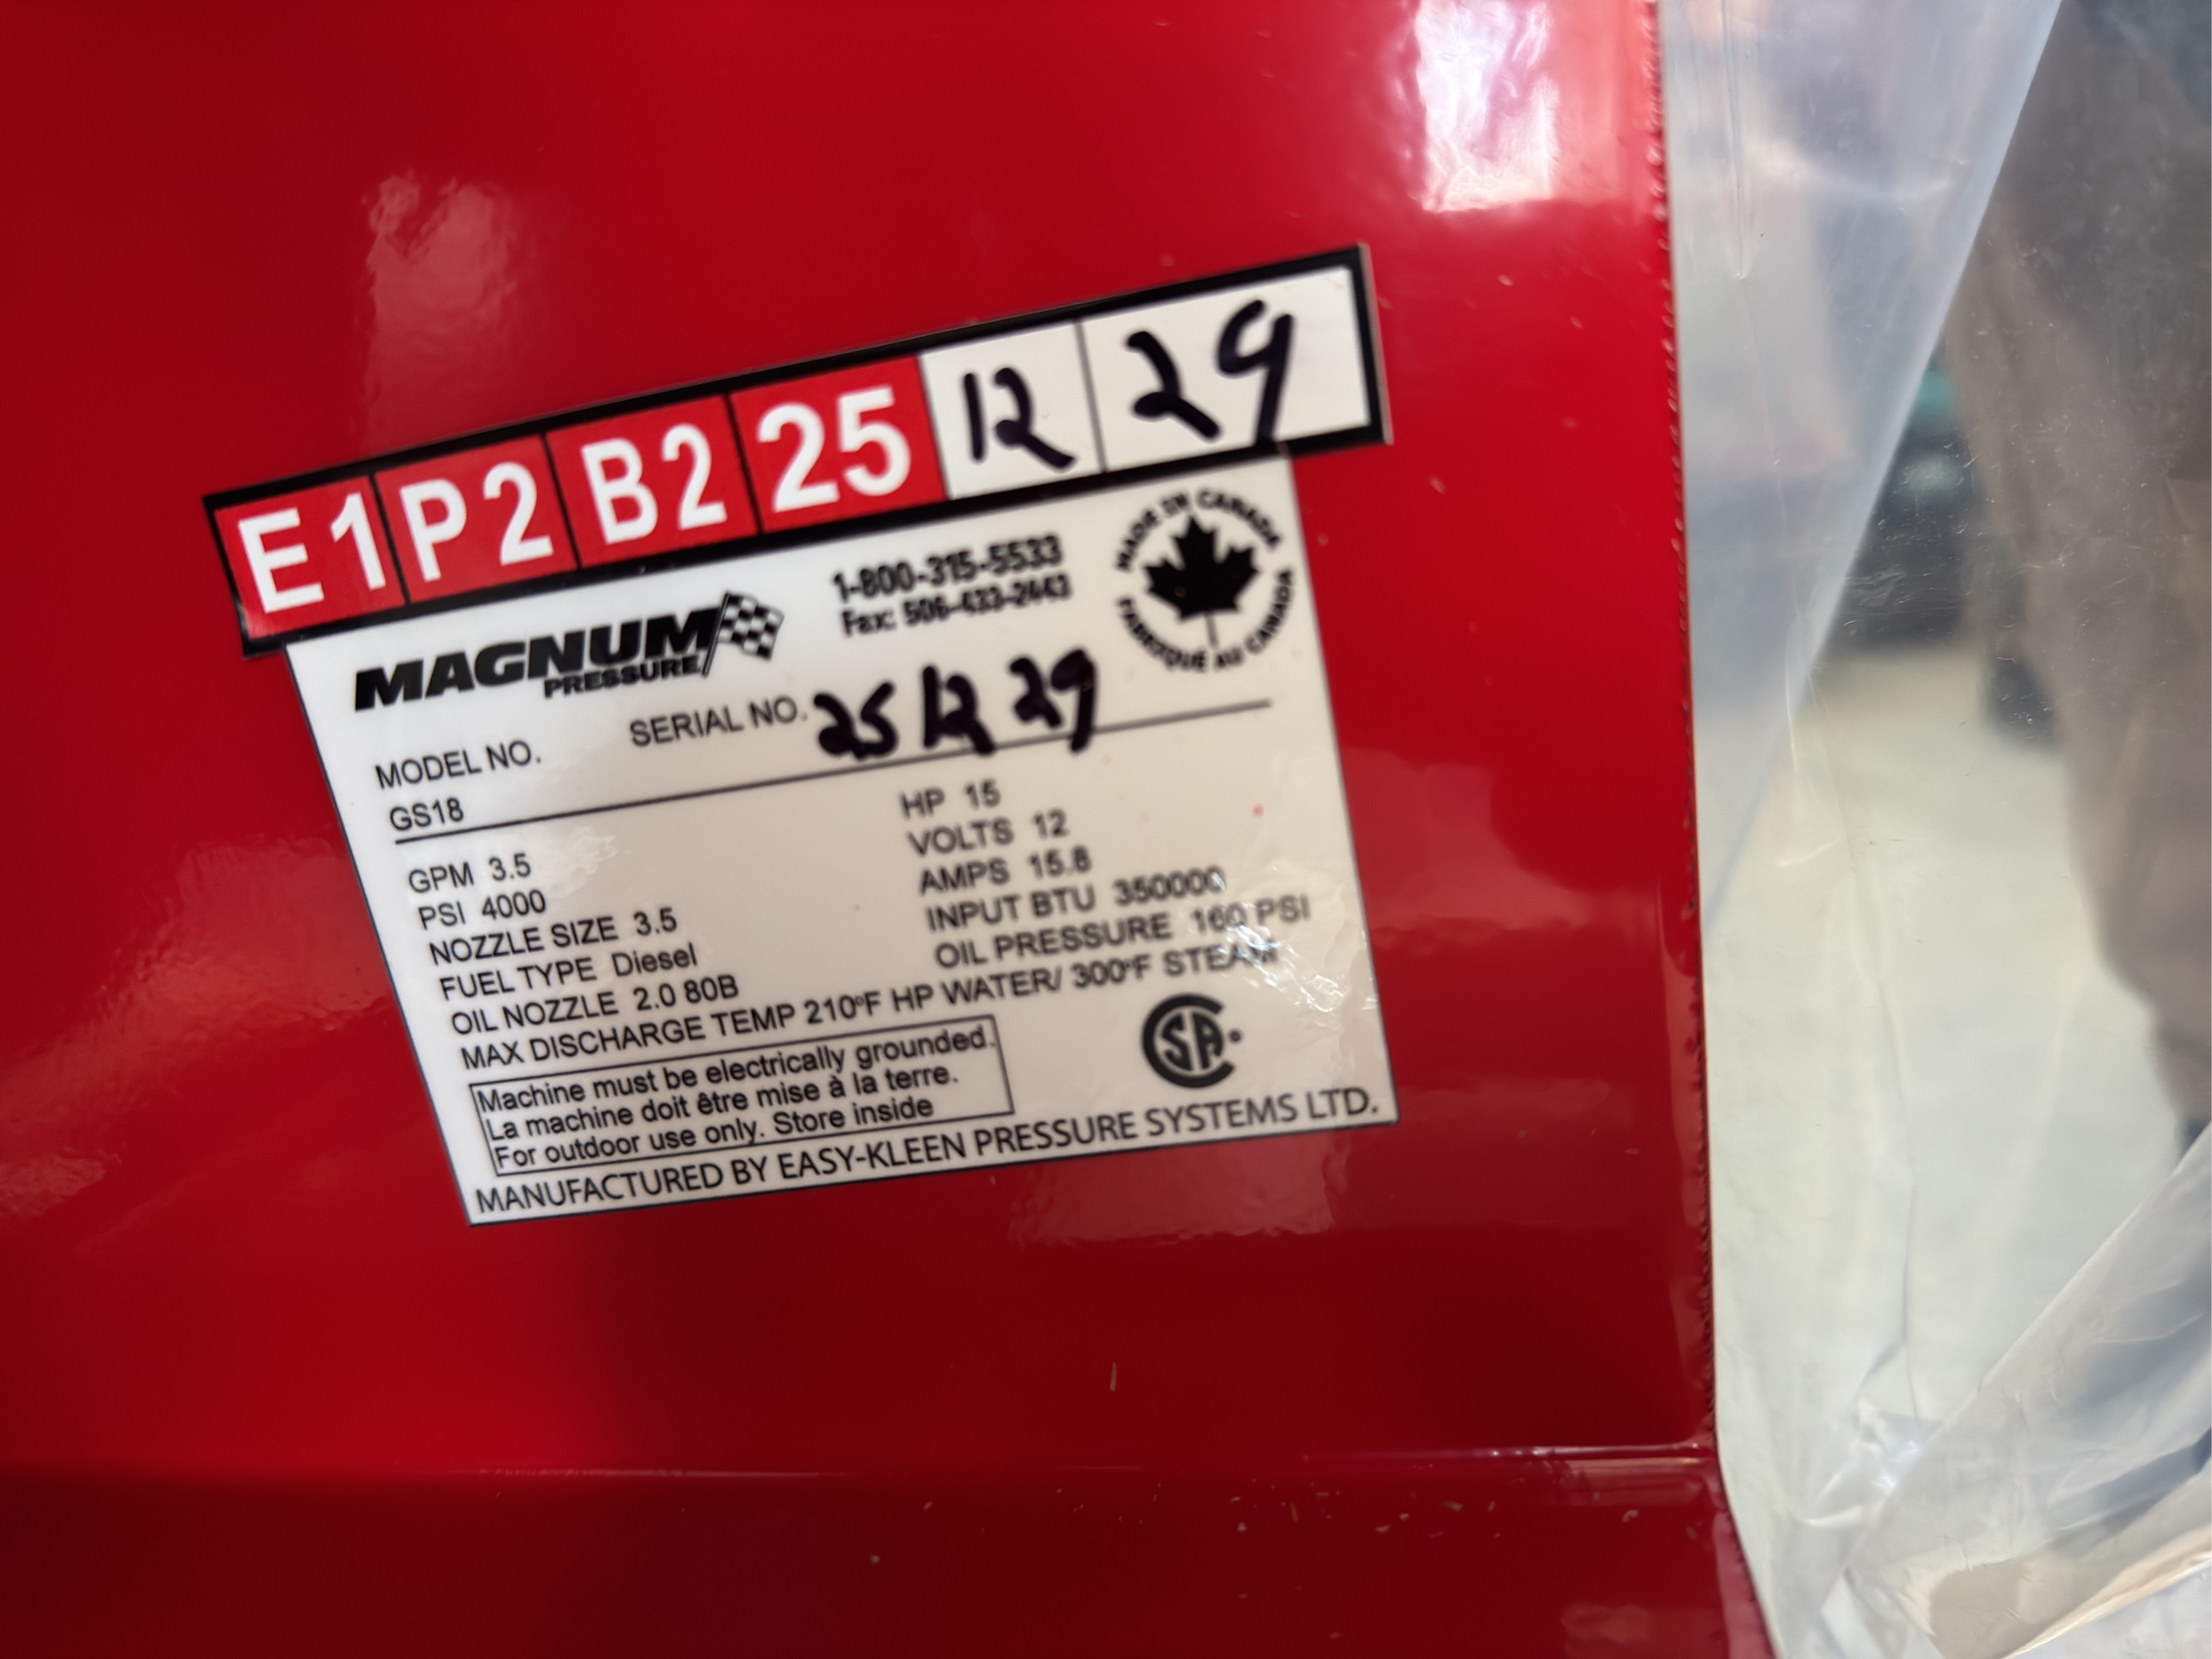 E1 P2 B2 25 12 29
MAGNUM
PRESSURE
1-800-315-5533
Fax: 506-433-2443
MADE IN CANADA
FABRIQUÉ AU CANADA
MODEL NO.
GS18
SERIAL NO. 25 12 29
GPM 3.5
PSI 4000
NOZZLE SIZE 3.5
FUEL TYPE Diesel
OIL NOZZLE 2.0 80B
HP 15
VOLTS 12
AMPS 15.8
INPUT BTU 350000
OIL PRESSURE 160 PSI
MAX DISCHARGE TEMP 210°F HP WATER/ 300°F STEAM
Machine must be electrically grounded.
La machine doit être mise à la terre.
For outdoor use only. Store inside
CSA
MANUFACTURED BY EASY-KLEEN PRESSURE SYSTEMS LTD.